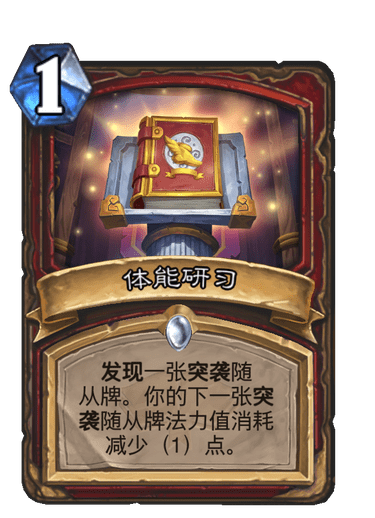 1
体能研习
发现一张突袭随
从牌。你的下一张突
袭随从牌法力值消耗
减少（1）点。